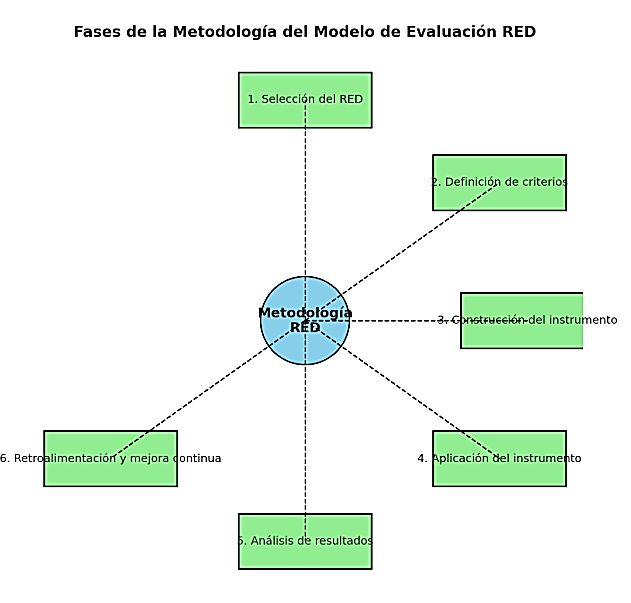 Fases de la Metodología del Modelo de Evaluación RED
1. Selección del RED
2. Definición de criterios
Metodología
RED
3. Construcción del instrumento
4. Aplicación del instrumento
5. Análisis de resultados
6. Retroalimentación y mejora continua